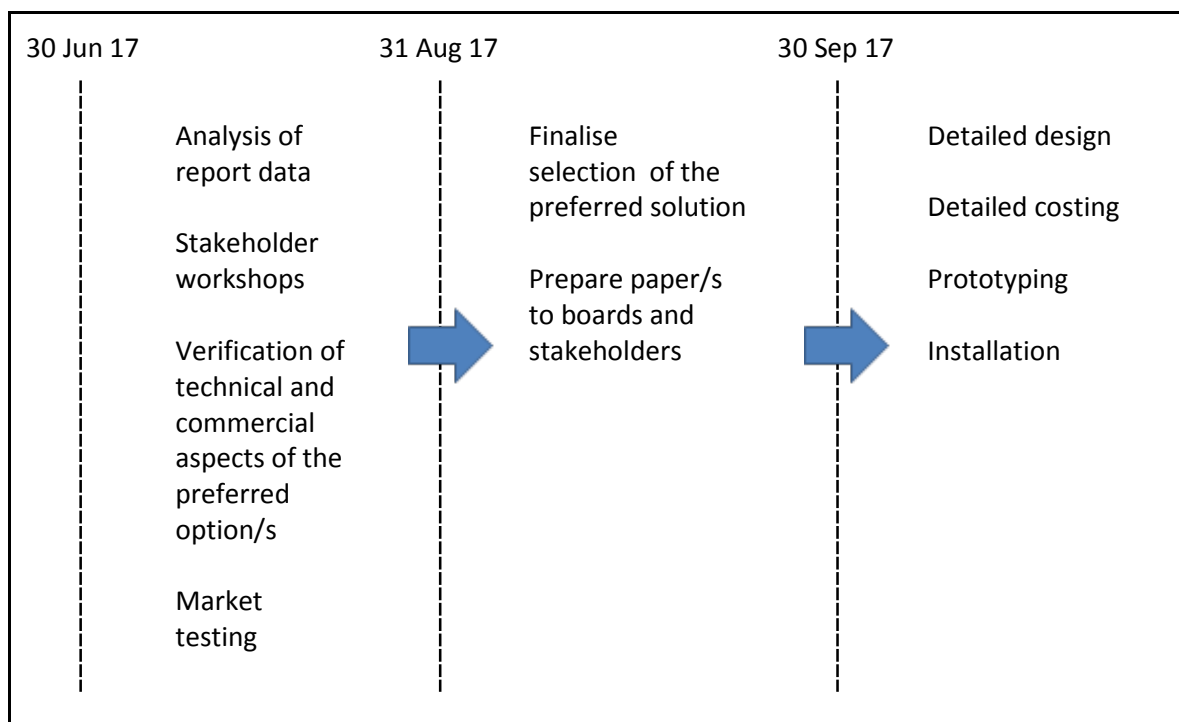 30 Jun 17
31 Aug 17
30 Sep 17
Analysis of
report data
Stakeholder
workshops
Verification of
technical and
commercial
aspects of the
preferred
option/s
Market
testing
Finalise
selection  of the
preferred solution
Prepare paper/s
to boards and
stakeholders
Detailed design
Detailed costing
Prototyping
Installation